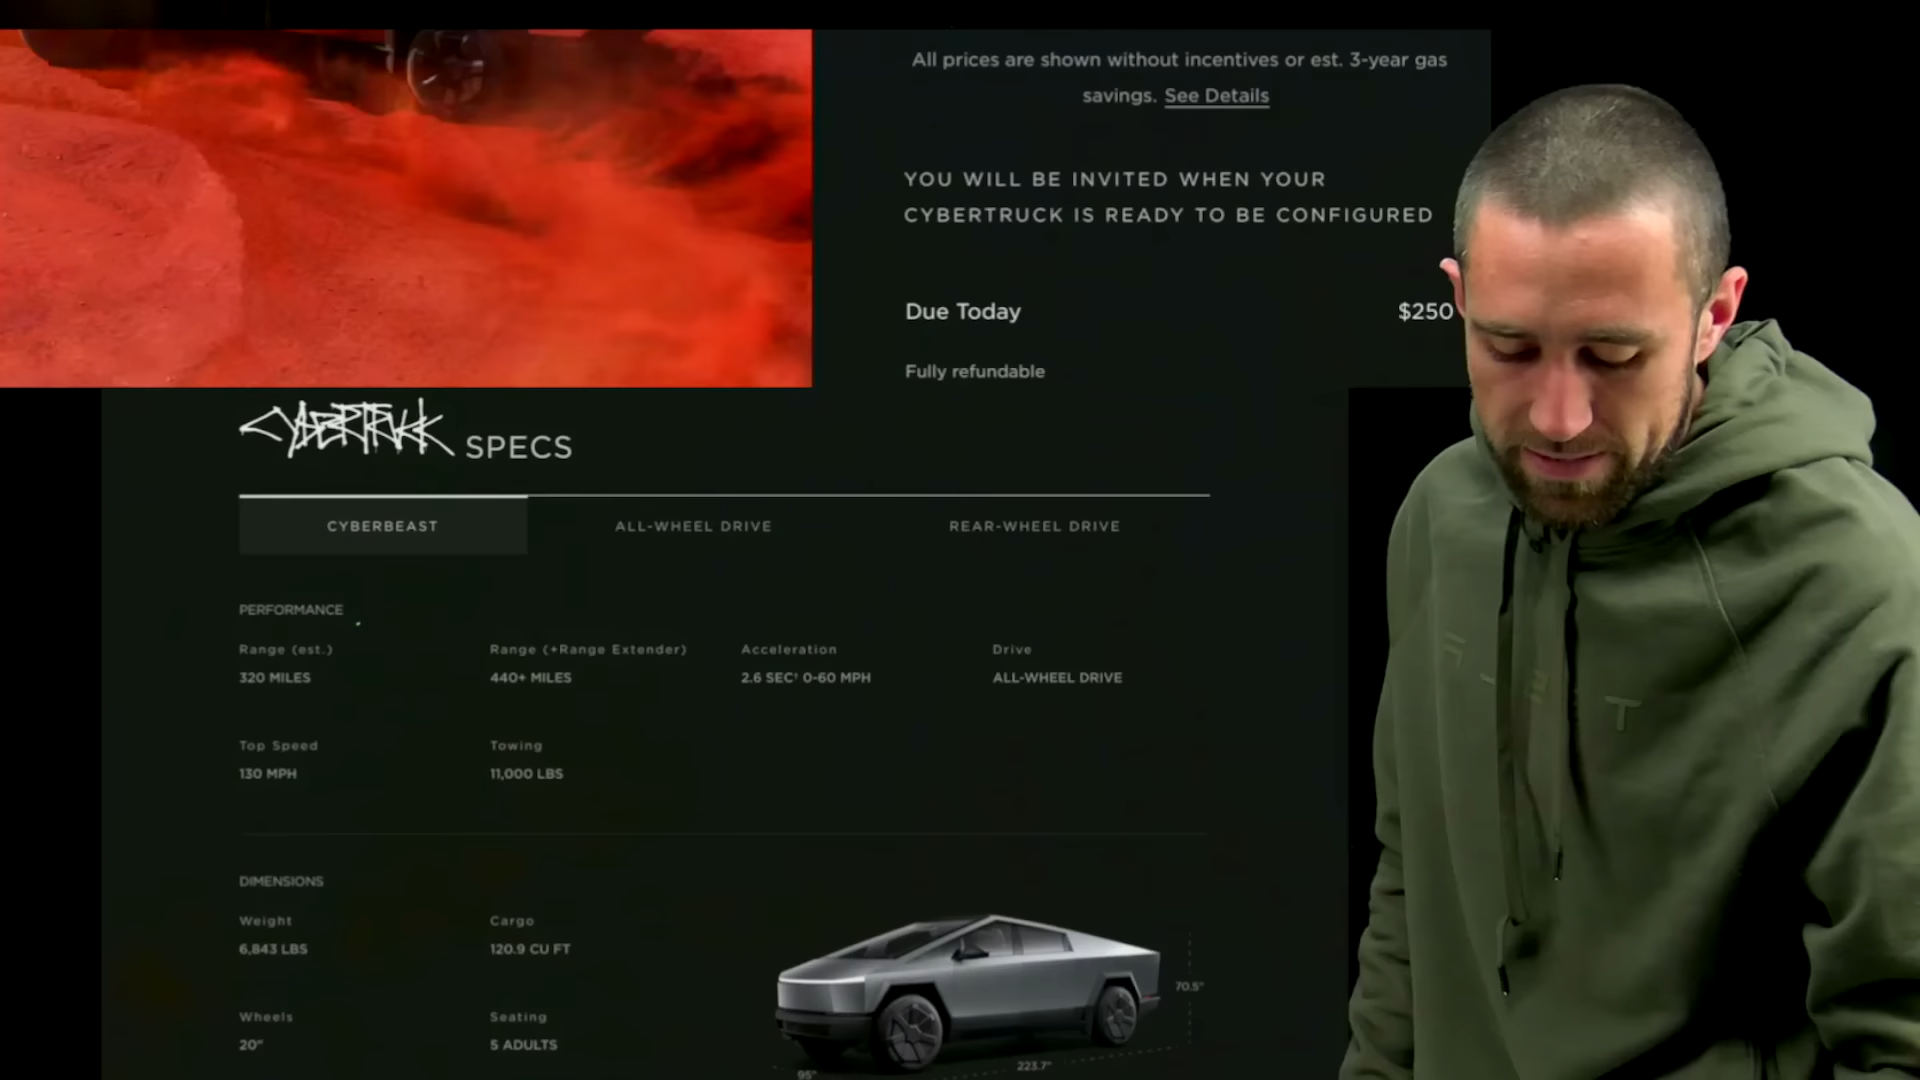 All prices are shown without incentives or est. 3-year gas
savings. See Details
YOU WILL BE INVITED WHEN YOUR
CYBERTRUCK IS READY TO BE CONFIGURED
Due Today $250
Fully refundable
CYBERTRUCK SPECS
CYBERBEAST ALL-WHEEL DRIVE REAR-WHEEL DRIVE
PERFORMANCE
Range (est.) Range (+Range Extender) Acceleration Drive
320 MILES 440+ MILES 2.6 SEC† 0-60 MPH ALL-WHEEL DRIVE
Top Speed Towing
130 MPH 11,000 LBS
DIMENSIONS
Weight Cargo
6,843 LBS 120.9 CU FT
70.5"
Wheels Seating
20" 5 ADULTS
223.7"
95"